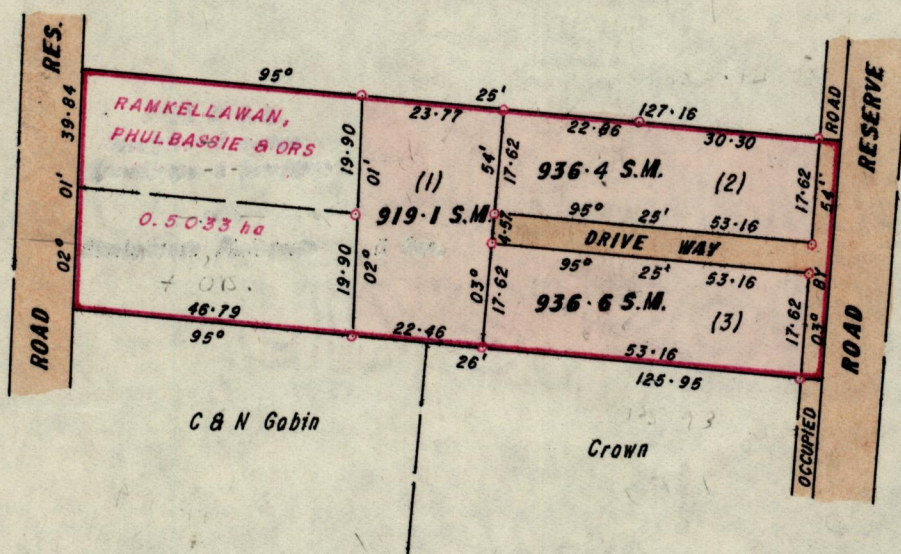 ROAD RES.
95°
25'
127.16
ROAD
RESERVE
39.84
RAMKELLAWAN,
PHULBASSIE & ORS
23.77
22.86
30.30
19.90
01'
(1)
54'
17.62
936.4 S.M.
(2)
17.62
54'
01'
919.1 S.M.
95° 25' 53.16
0.5033 ha
4.57
DRIVE WAY
95° 25' 53.16
+ ors.
02°
19.90
02°
03°
17.62
936.6 S.M.
(3)
17.62
03°
BY
ROAD
ROAD
46.79
95°
22.46
26'
53.16
125.95
OCCUPIED
C & N Gobin
Crown